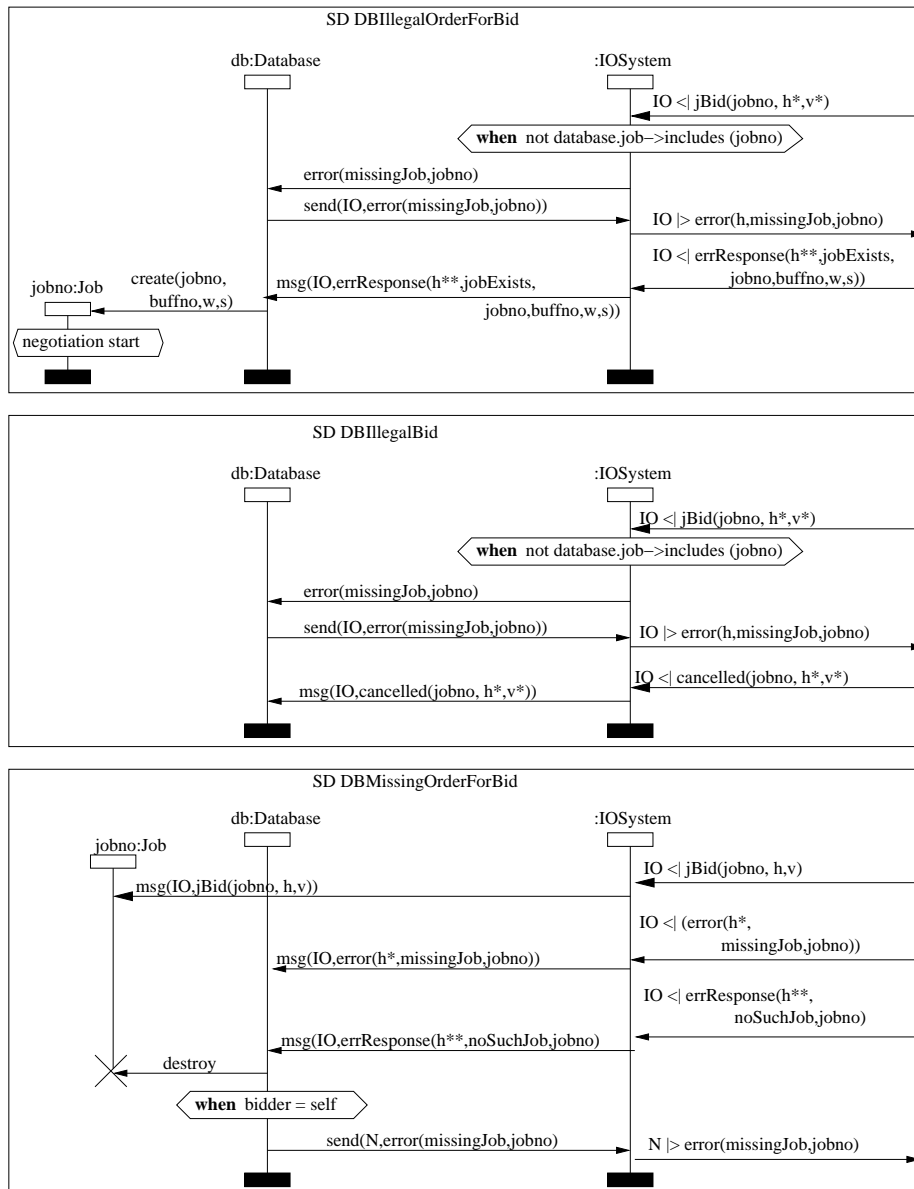 SD DBIllegalOrderForBid
db:Database
:IOSystem
IO <| jBid(jobno, h*,v*)
when not database.job−>includes (jobno)
error(missingJob,jobno)
send(IO,error(missingJob,jobno))
IO |> error(h,missingJob,jobno)
IO <| errResponse(h**,jobExists,
jobno,buffno,w,s))
msg(IO,errResponse(h**,jobExists,
jobno,buffno,w,s))
create(jobno,
buffno,w,s)
jobno:Job
negotiation start
SD DBIllegalBid
db:Database
:IOSystem
IO <| jBid(jobno, h*,v*)
when not database.job−>includes (jobno)
error(missingJob,jobno)
send(IO,error(missingJob,jobno))
IO |> error(h,missingJob,jobno)
IO <| cancelled(jobno, h*,v*)
msg(IO,cancelled(jobno, h*,v*))
SD DBMissingOrderForBid
db:Database
:IOSystem
jobno:Job
IO <| jBid(jobno, h,v)
msg(IO,jBid(jobno, h,v))
IO <| (error(h*,
missingJob,jobno))
msg(IO,error(h*,missingJob,jobno))
IO <| errResponse(h**,
noSuchJob,jobno)
msg(IO,errResponse(h**,noSuchJob,jobno)
destroy
when bidder = self
send(N,error(missingJob,jobno)
N |> error(missingJob,jobno)